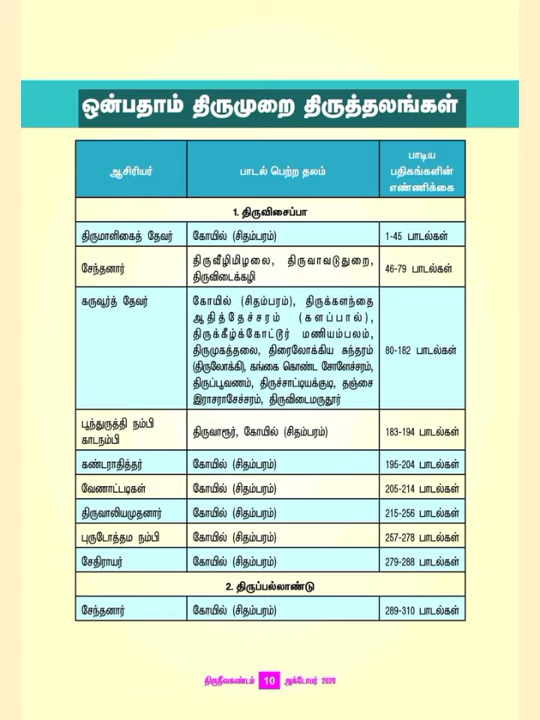 ஒன்பதாம் திருமுறை திருத்தலங்கள்
ஆசிரியர்
பாடல் பெற்ற தலம்
பாடிய
பதிகங்களின்
எண்ணிக்கை
1. திருவிசைப்பா
திருமாளிகைத் தேவர்
கோயில் (சிதம்பரம்)
1-45 பாடல்கள்
சேந்தனார்
திருவீழிமிழலை, திருவாவடுதுறை,
திருவிடைக்கழி
46-79 பாடல்கள்
கருவூர்த் தேவர்
கோயில் (சிதம்பரம்), திருக்களந்தை
ஆதித்தேச்சரம் (களப்பால்),
திருக்கீழ்க்கோட்டூர் மணியம்பலம்,
திருமுகத்தலை, திரைலோக்கிய சுந்தரம்
(திருலோக்கி), கங்கை கொண்ட சோளேச்சரம்,
திருப்பூவணம், திருச்சாட்டியக்குடி, தஞ்சை
இராசராசேச்சரம், திருவிடைமருதூர்
80-182 பாடல்கள்
பூந்துருத்தி நம்பி
காடநம்பி
திருவாரூர், கோயில் (சிதம்பரம்)
183-194 பாடல்கள்
கண்டராதித்தர்
கோயில் (சிதம்பரம்)
195-204 பாடல்கள்
வேணாட்டடிகள்
கோயில் (சிதம்பரம்)
205-214 பாடல்கள்
திருவாலியமுதனார்
கோயில் (சிதம்பரம்)
215-256 பாடல்கள்
புருடோத்தம நம்பி
கோயில் (சிதம்பரம்)
257-278 பாடல்கள்
சேதிராயர்
கோயில் (சிதம்பரம்)
279-288 பாடல்கள்
2. திருப்பல்லாண்டு
சேந்தனார்
கோயில் (சிதம்பரம்)
289-310 பாடல்கள்
திருநீலகண்டம் 10 அக்டோபர் 2020